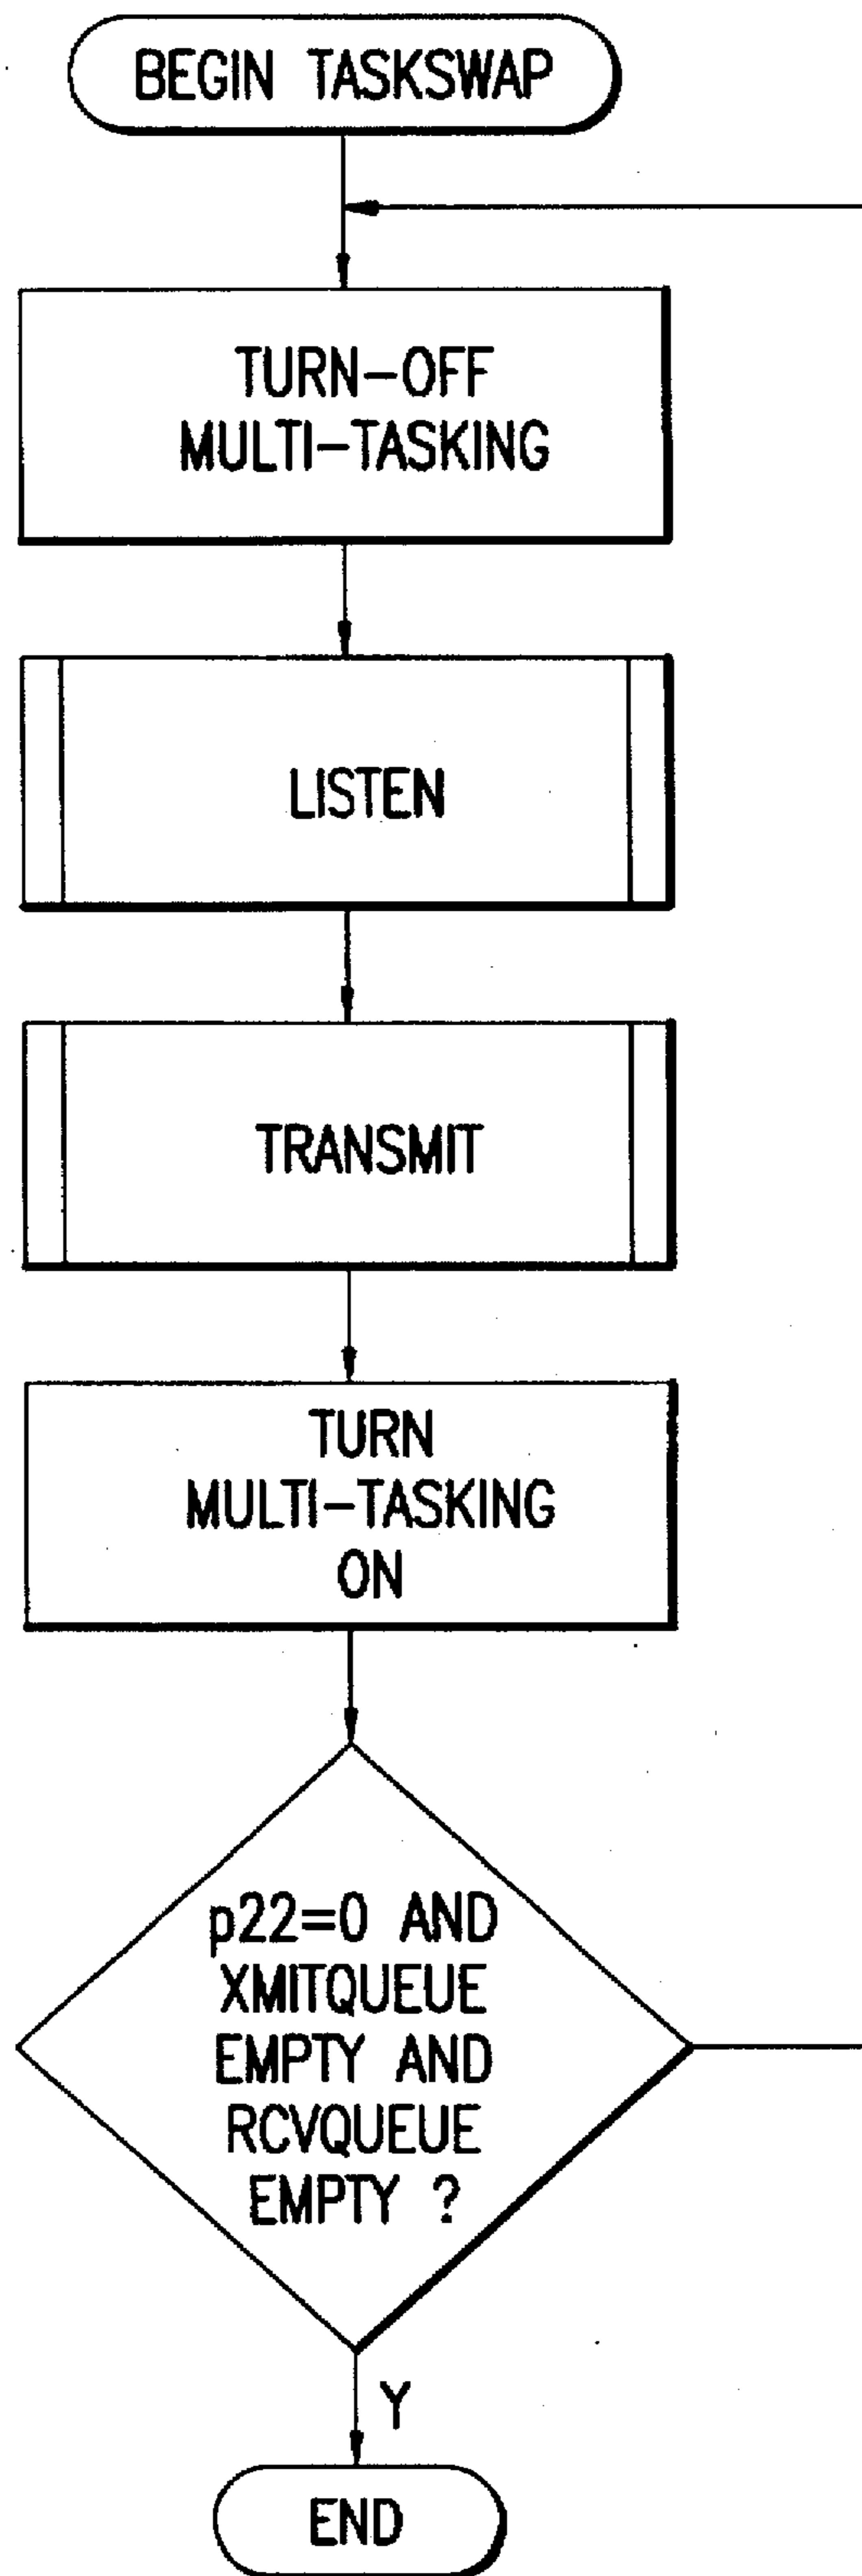 BEGIN TASKSWAP
TURN-OFF
MULTI-TASKING
LISTEN
TRANSMIT
TURN
MULTI-TASKING
ON
p22=0 AND
XMITQUEUE
EMPTY AND
RCVQUEUE
EMPTY ?
Y
END